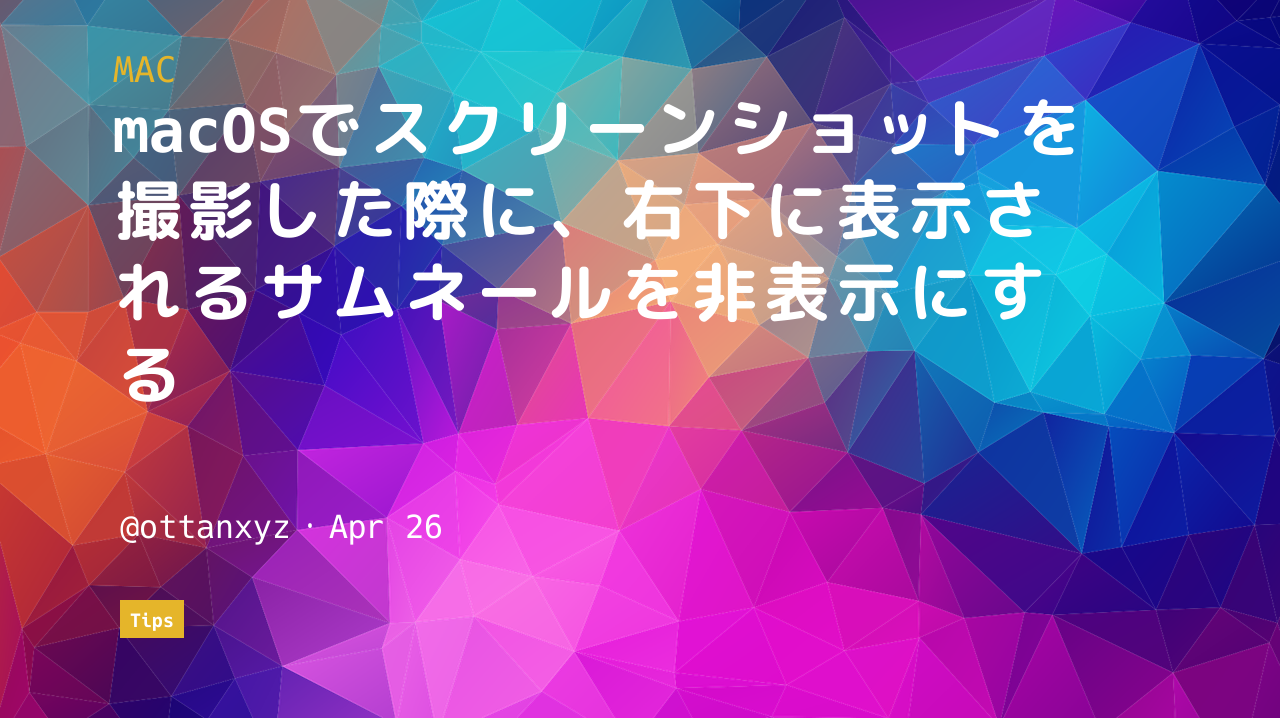 MAC
macOSでスクリーンショットを
撮影した際に、右下に表示さ
れるサムネールを非表示にす
る
@ottanxyz · Apr 26
Tips